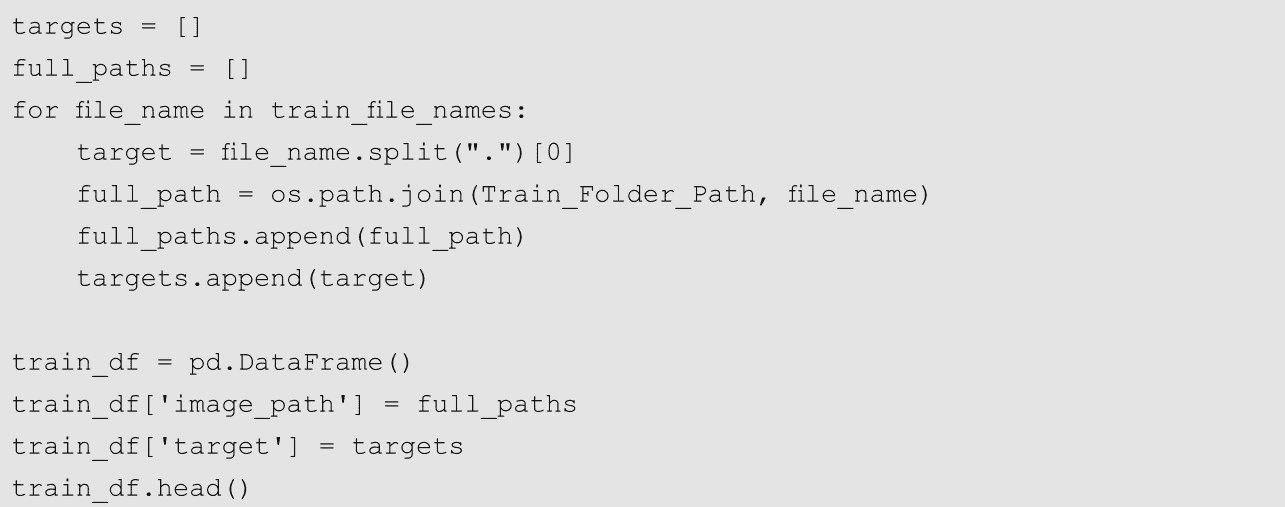 targets = []
full_paths = []
for file_name in train_file_names:
    target = file_name.split(".")[0]
    full_path = os.path.join(Train_Folder_Path, file_name)
    full_paths.append(full_path)
    targets.append(target)

train_df = pd.DataFrame()
train_df['image_path'] = full_paths
train_df['target'] = targets
train_df.head()